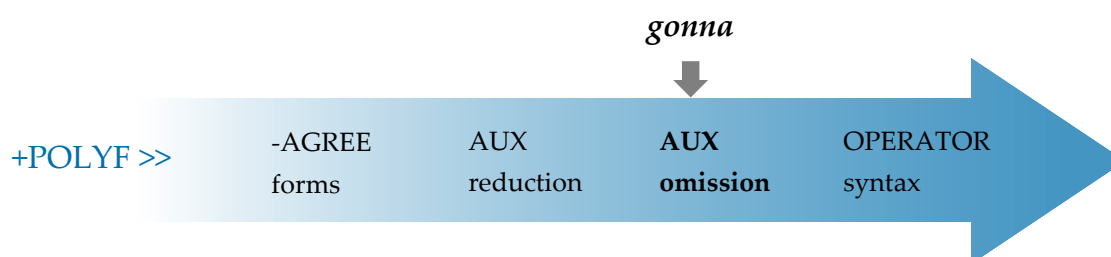 gonna
+POLYF >>
-AGREE
forms
AUX
reduction
AUX
omission
OPERATOR
syntax